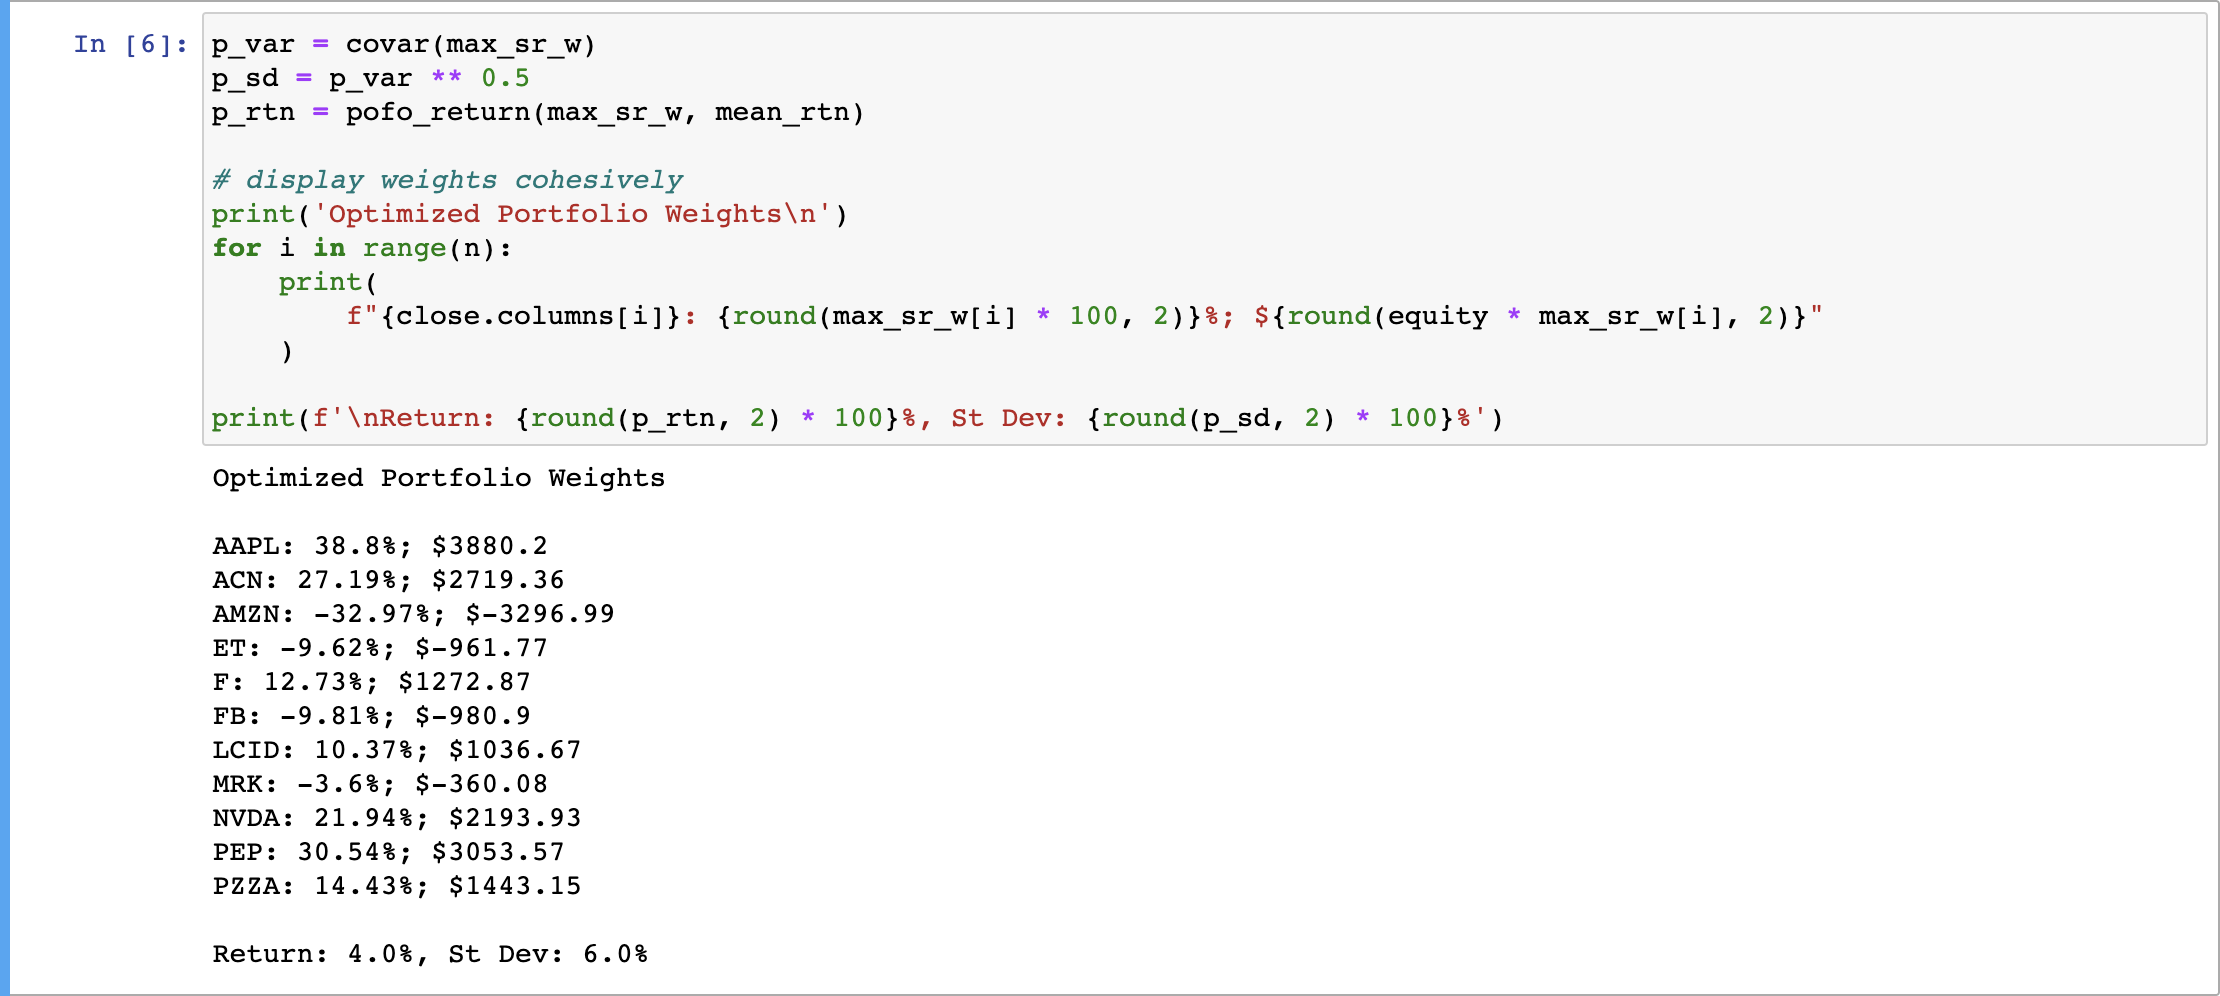 In [6]: p_var = covar(max_sr_w)
p_sd = p_var ** 0.5
p_rtn = pofo_return(max_sr_w, mean_rtn)
# display weights cohesively
print('Optimized Portfolio Weights\n')
for i in range(n):
    print(
        f"{close.columns[i]}: {round(max_sr_w[i] * 100, 2)}%; ${round(equity * max_sr_w[i], 2)}"
    )
print(f'\nReturn: {round(p_rtn, 2) * 100}%, St Dev: {round(p_sd, 2) * 100}%')
Optimized Portfolio Weights
AAPL: 38.8%; $3880.2
ACN: 27.19%; $2719.36
AMZN: -32.97%; $-3296.99
ET: -9.62%; $-961.77
F: 12.73%; $1272.87
FB: -9.81%; $-980.9
LCID: 10.37%; $1036.67
MRK: -3.6%; $-360.08
NVDA: 21.94%; $2193.93
PEP: 30.54%; $3053.57
PZZA: 14.43%; $1443.15
Return: 4.0%, St Dev: 6.0%